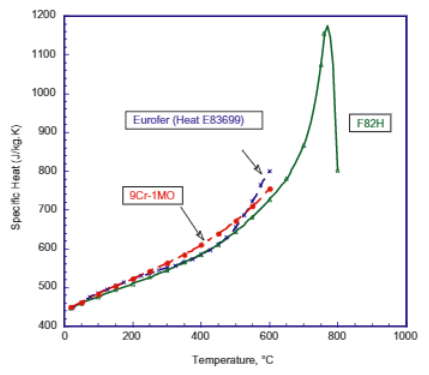 1200
1100
1000
900
800
700
600
500
400
Specific Heat (J/kg.K)
Eurofer (Heat E83699)
F82H
9Cr-1MO
0 200 400 600 800 1000
Temperature, °C